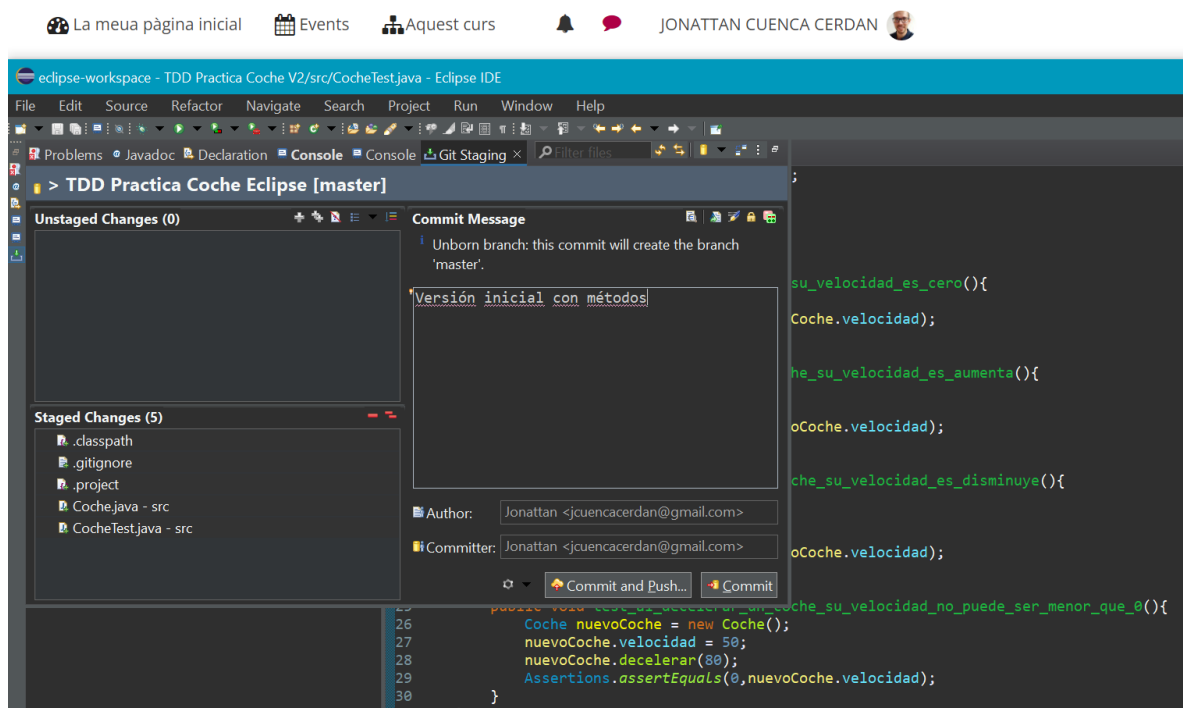 La meua pàgina inicial Events Aquest curs JONATTAN CUENCA CERDAN
eclipse-workspace - TDD Practica Coche V2/src/CocheTest.java - Eclipse IDE
File Edit Source Refactor Navigate Search Project Run Window Help
Problems Javadoc Declaration Console Console Git Staging Filter files
> TDD Practica Coche Eclipse [master]
;
Unstaged Changes (0)
Commit Message
Unborn branch: this commit will create the branch
'master'.
Versión inicial con métodos
su_velocidad_es_cero(){
Coche.velocidad);
he_su_velocidad_es_aumenta(){
oCoche.velocidad);
che_su_velocidad_es_disminuye(){
oCoche.velocidad);
Staged Changes (5)
.classpath
.gitignore
.project
Coche.java - src
CocheTest.java - src
Author: Jonattan <jcuencacerdan@gmail.com>
Committer: Jonattan <jcuencacerdan@gmail.com>
Commit and Push... Commit
25 public void test_al_decelerar_un_coche_su_velocidad_no_puede_ser_menor_que_0(){
26 Coche nuevoCoche = new Coche();
27 nuevoCoche.velocidad = 50;
28 nuevoCoche.decelerar(80);
29 Assertions.assertEquals(0,nuevoCoche.velocidad);
30 }